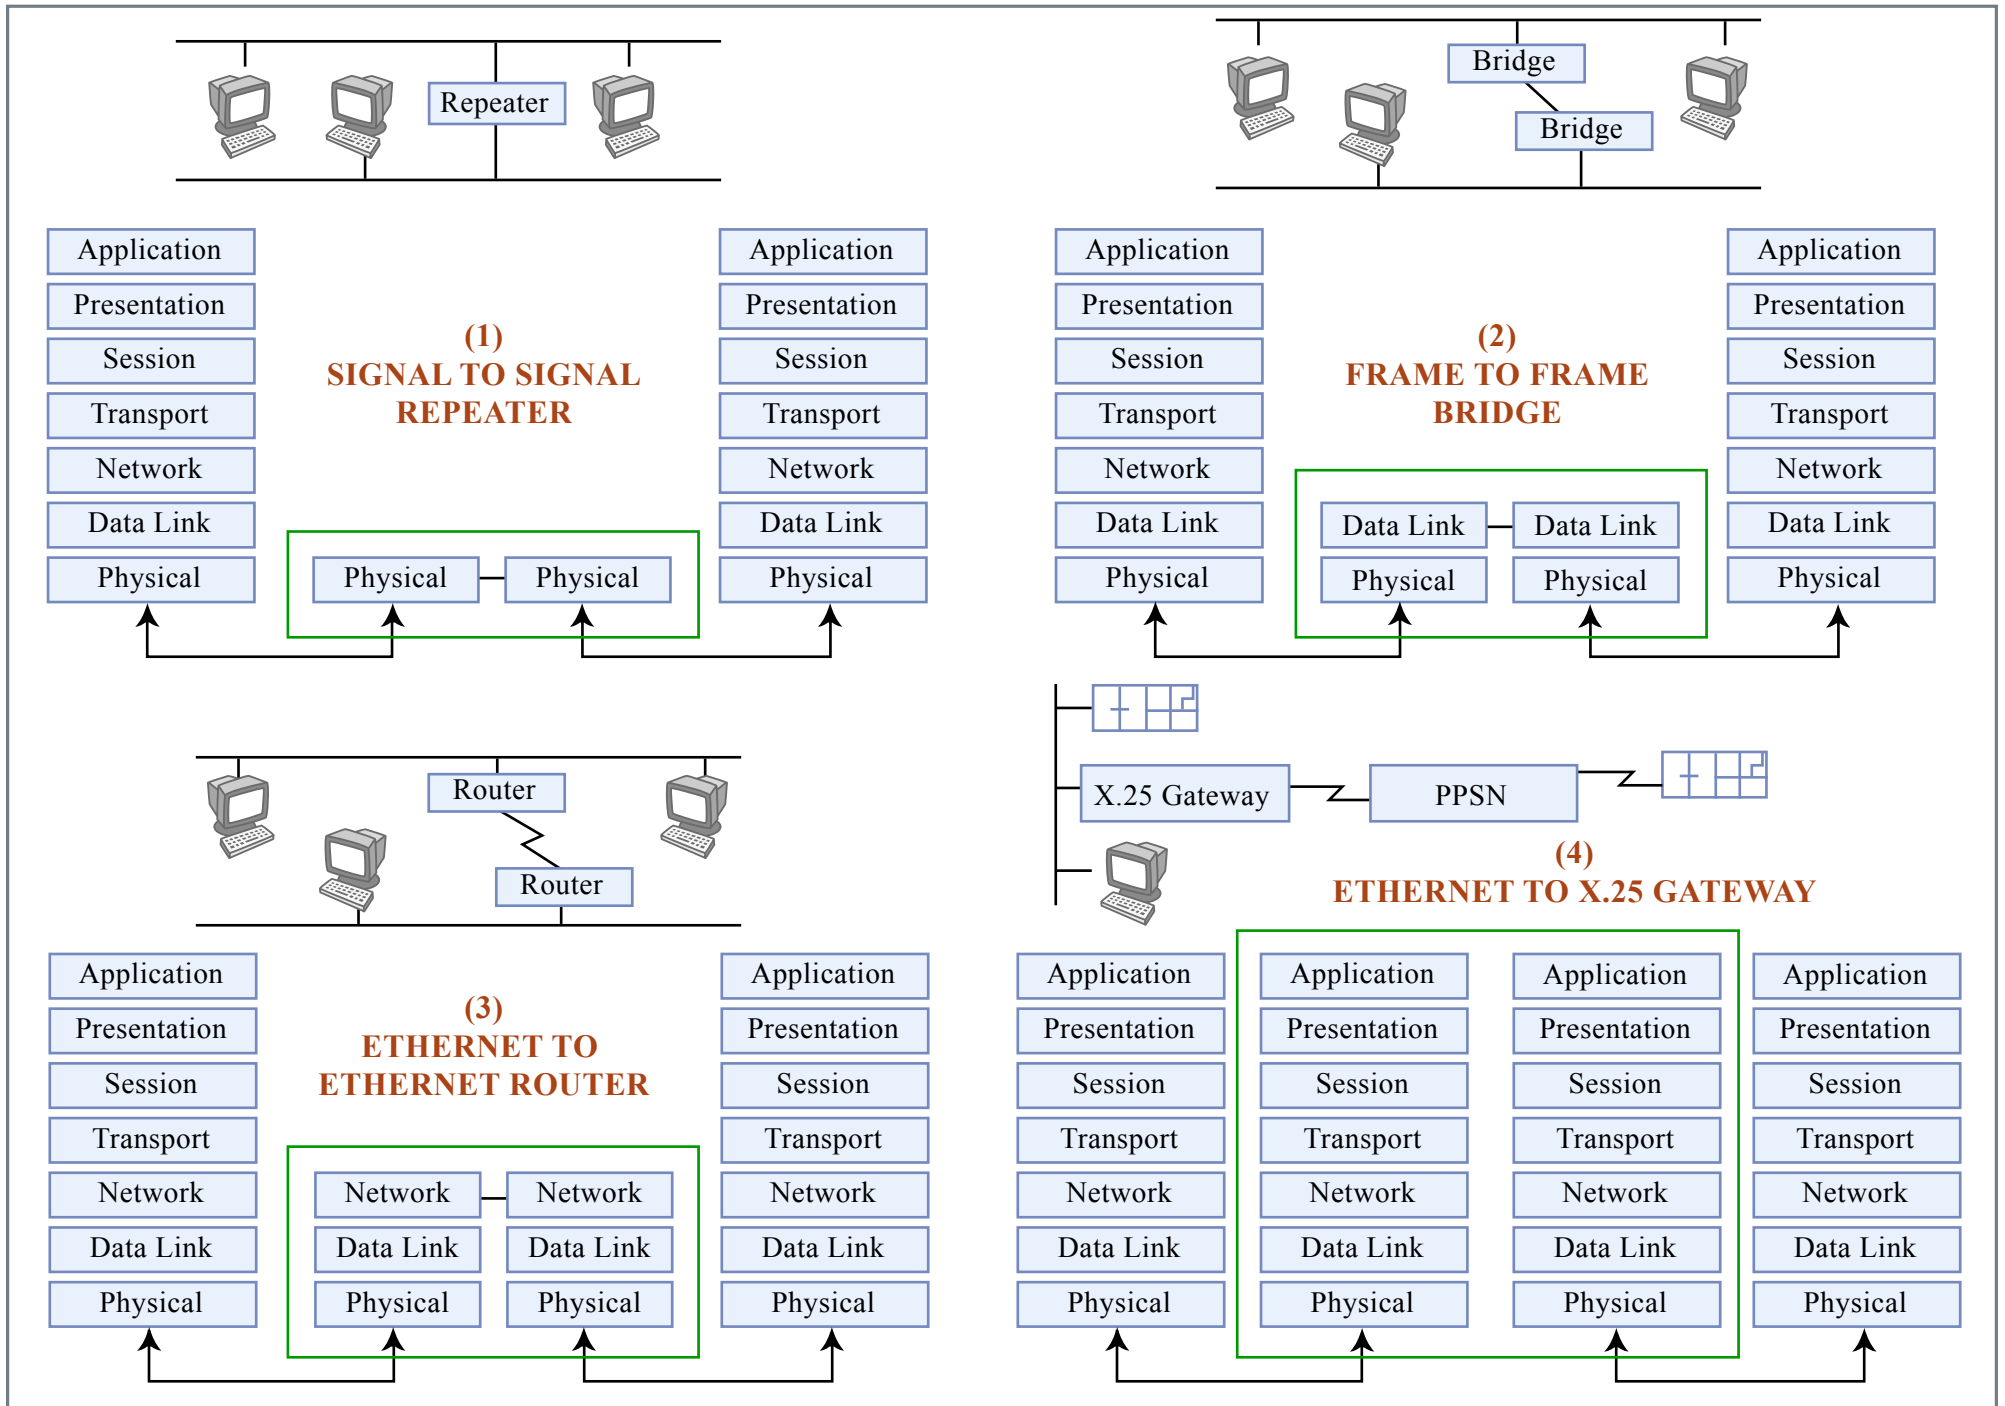 Repeater
Application
Presentation
Session
Transport
Network
Data Link
Physical
(1)
SIGNAL TO SIGNAL
REPEATER
Physical
Physical
Application
Presentation
Session
Transport
Network
Data Link
Physical
Bridge
Bridge
Application
Presentation
Session
Transport
Network
Data Link
Physical
(2)
FRAME TO FRAME
BRIDGE
Data Link
Data Link
Physical
Physical
Application
Presentation
Session
Transport
Network
Data Link
Physical
Router
Router
Application
Presentation
Session
Transport
Network
Data Link
Physical
(3)
ETHERNET TO
ETHERNET ROUTER
Network
Network
Data Link
Data Link
Physical
Physical
Application
Presentation
Session
Transport
Network
Data Link
Physical
X.25 Gateway
PPSN
(4)
ETHERNET TO X.25 GATEWAY
Application
Presentation
Session
Transport
Network
Data Link
Physical
Application
Presentation
Session
Transport
Network
Data Link
Physical
Application
Presentation
Session
Transport
Network
Data Link
Physical
Application
Presentation
Session
Transport
Network
Data Link
Physical